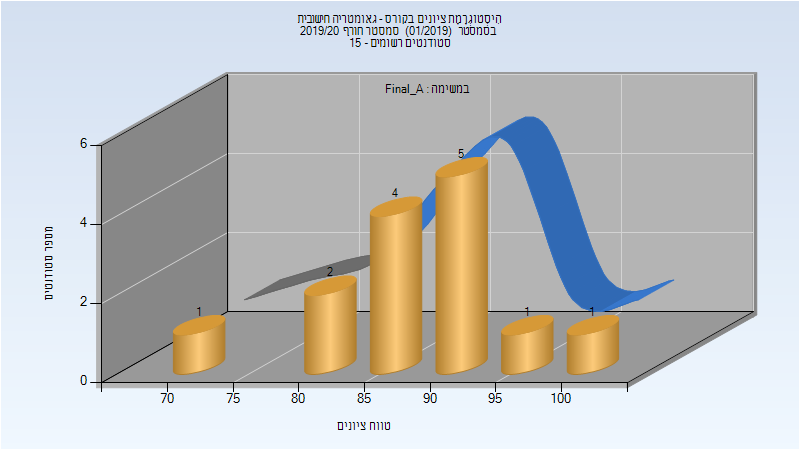 היסטוגרמת ציונים בקורס - גאומטריה חישובית
בסמסטר (01/2019) סמסטר חורף 2019/20
סטודנטים רשומים - 15
במשימה : Final_A
6
4
2
0
מספר סטודנטים
1
2
4
5
1
1
70
75
80
85
90
95
100
טווח ציונים